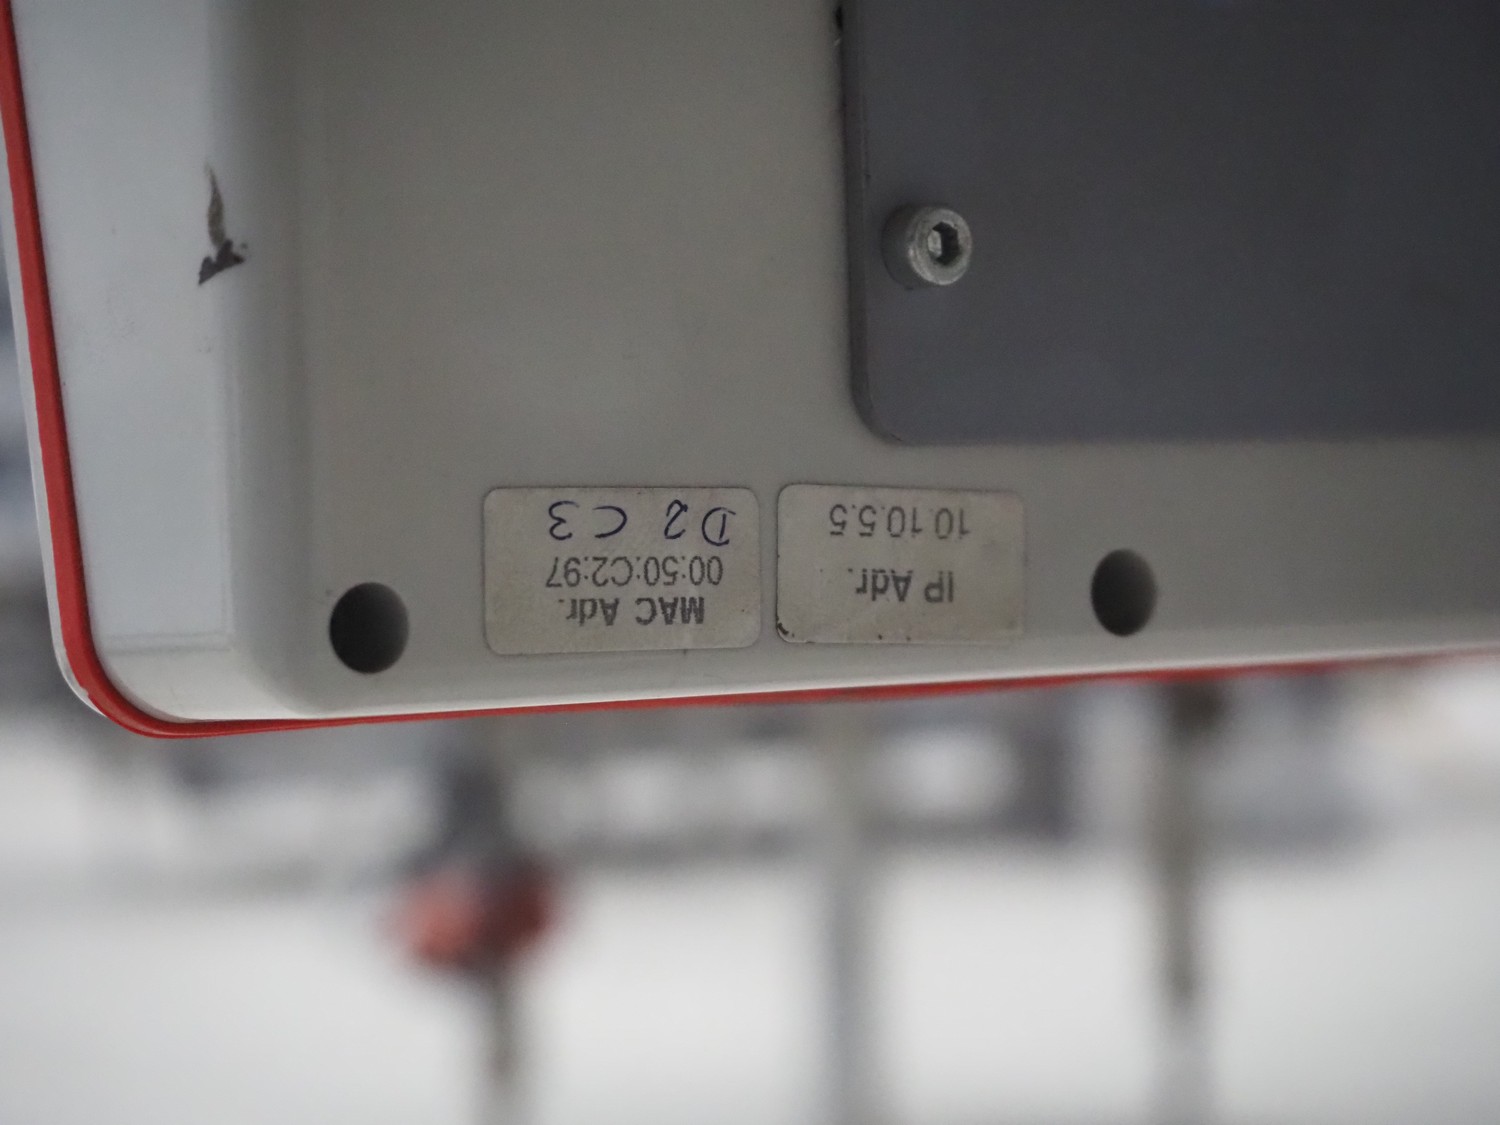 MAC Adr.
00:50:C2:97
D2 C3
IP Adr.
10.10.5.5